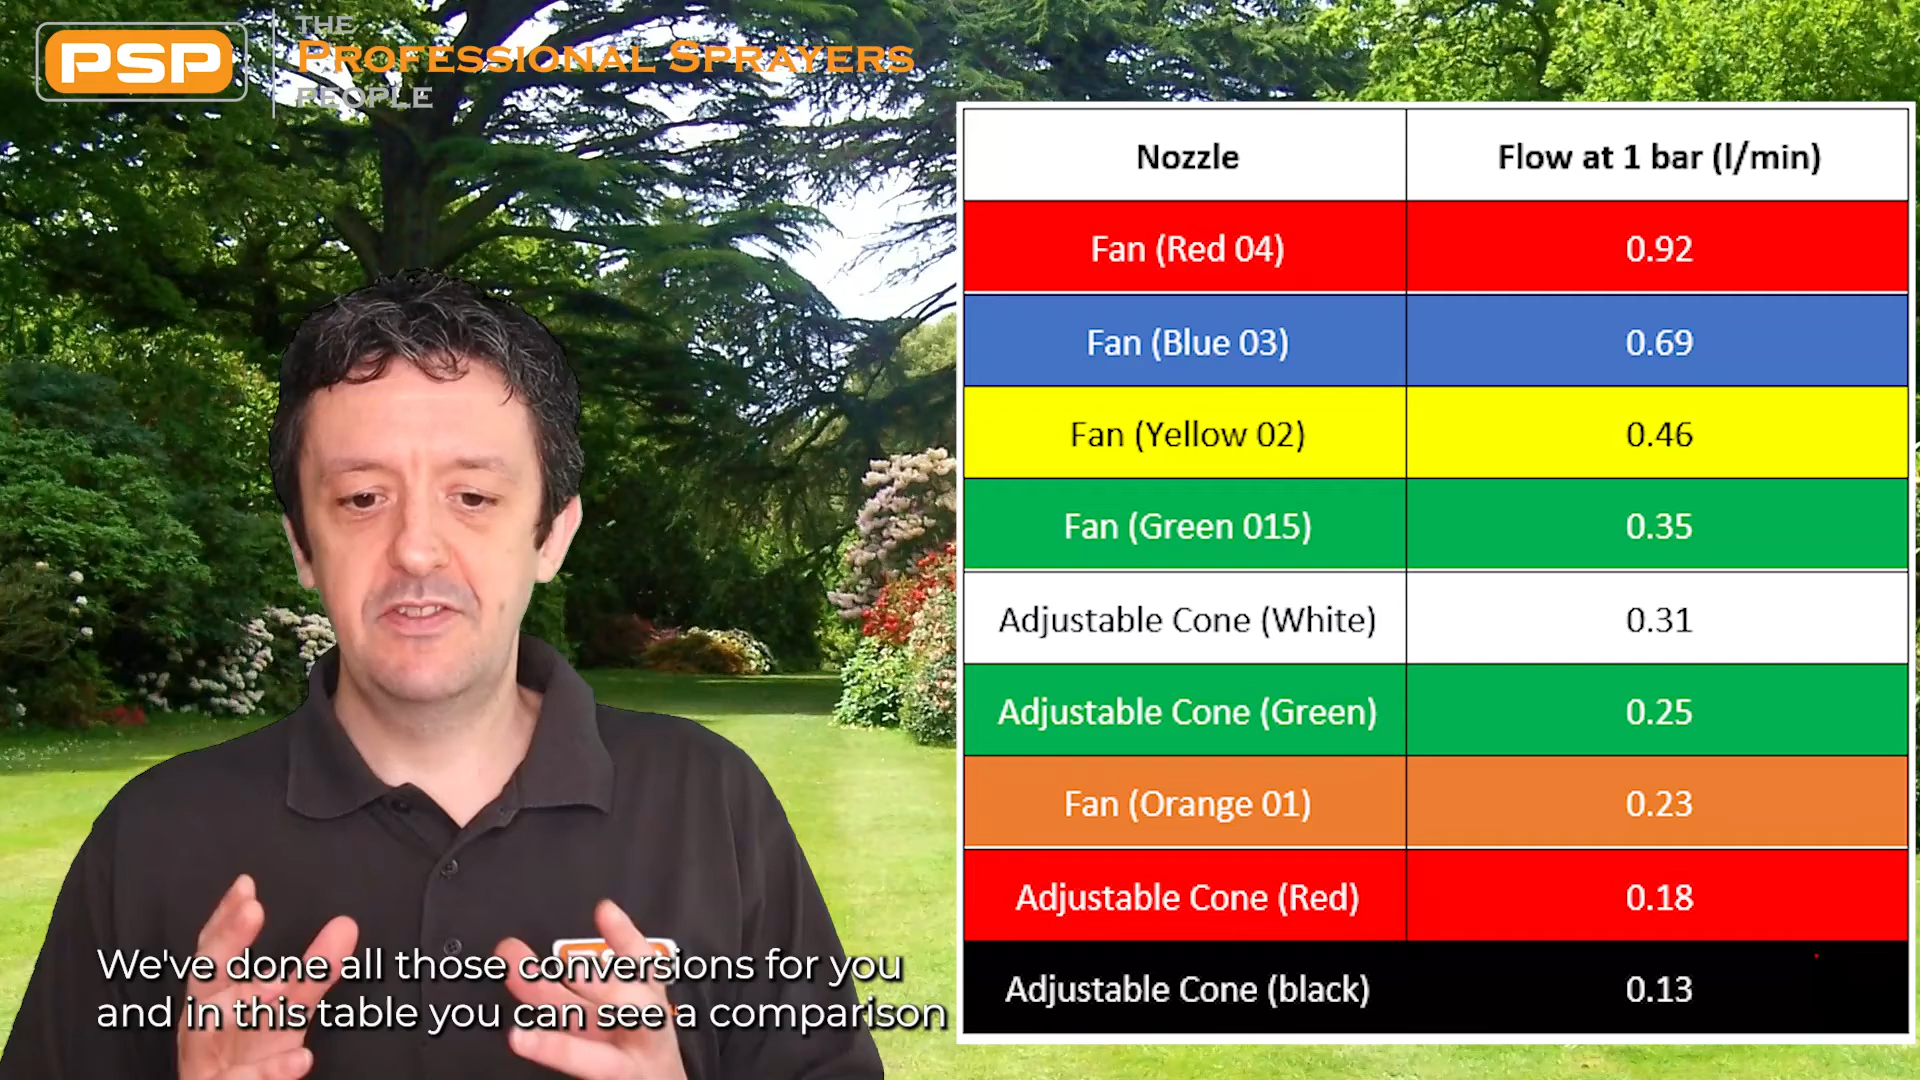 PSP
THE
PROFESSIONAL SPRAYERS
PEOPLE
Nozzle Flow at 1 bar (l/min)
Fan (Red 04) 0.92
Fan (Blue 03) 0.69
Fan (Yellow 02) 0.46
Fan (Green 015) 0.35
Adjustable Cone (White) 0.31
Adjustable Cone (Green) 0.25
Fan (Orange 01) 0.23
Adjustable Cone (Red) 0.18
Adjustable Cone (black) 0.13
We've done all those conversions for you
and in this table you can see a comparison